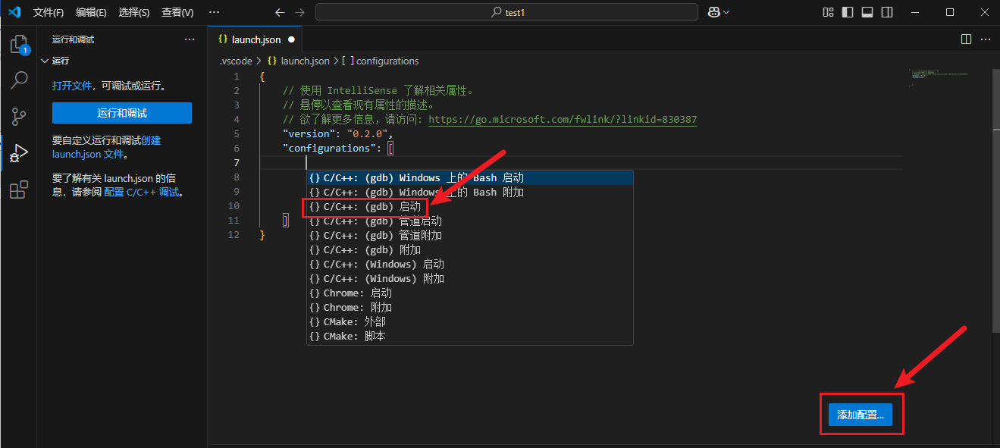 文件(F) 编辑(E) 选择(S) 查看(V) ··· test1
运行和调试 ···
launch.json
运行
.vscode > {} launch.json > [ ] configurations
打开文件，可调试或运行。
运行和调试
要自定义运行和调试创建
launch.json 文件。
要了解有关 launch.json 的信
息，请参阅 配置 C/C++ 调试。
1
1 {
2 // 使用 IntelliSense 了解相关属性。
3 // 悬停以查看现有属性的描述。
4 // 欲了解更多信息，请访问: https://go.microsoft.com/fwlink/?linkid=830387
5 "version": "0.2.0",
6 "configurations": [
7
8 {} C/C++: (gdb) Windows 上的 Bash 启动
9 {} C/C++: (gdb) Windows 上的 Bash 附加
10 {} C/C++: (gdb) 启动
11 ] {} C/C++: (gdb) 管道启动
12 } {} C/C++: (gdb) 管道附加
{} C/C++: (gdb) 附加
{} C/C++: (Windows) 启动
{} C/C++: (Windows) 附加
{} Chrome: 启动
{} Chrome: 附加
{} CMake: 外部
{} CMake: 脚本
添加配置...